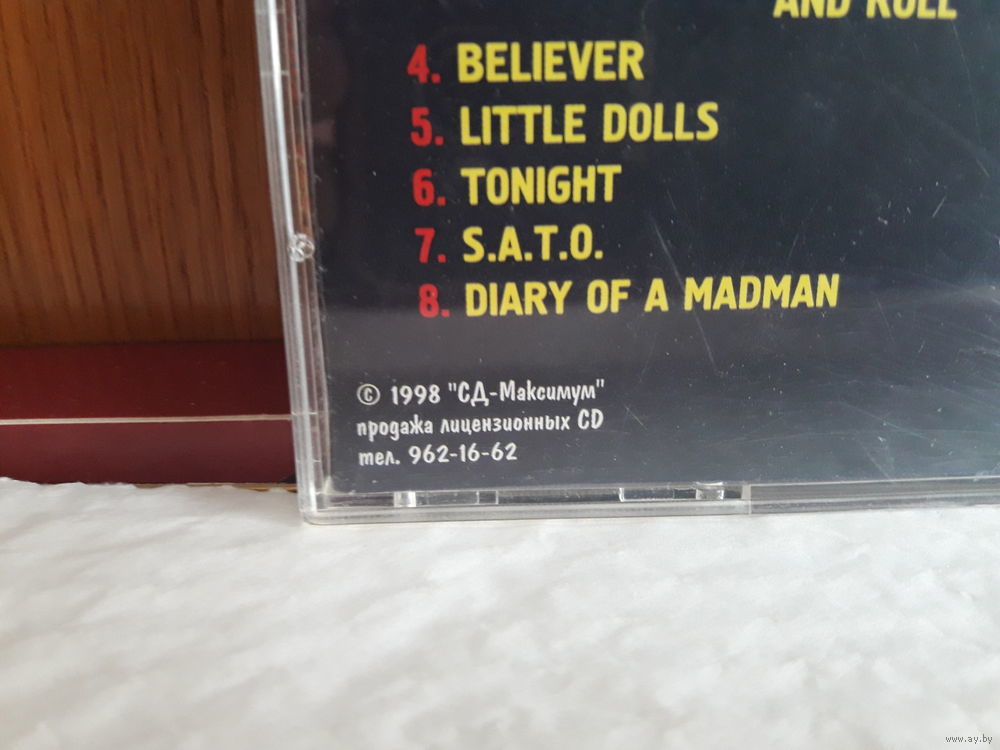 AND ROLL
4. BELIEVER
5. LITTLE DOLLS
6. TONIGHT
7. S.A.T.O.
8. DIARY OF A MADMAN
© 1998 "СД-Максимум"
продажа лицензионных CD
тел. 962-16-62
www.ay.by